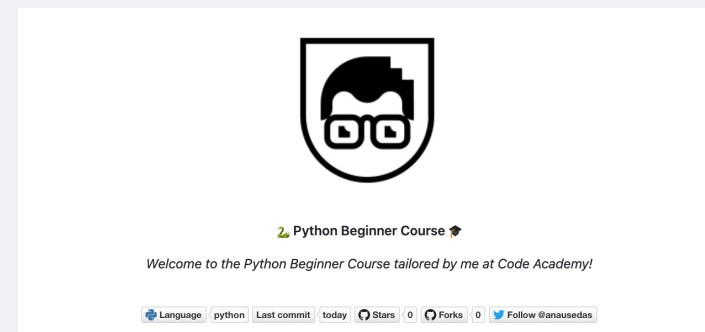 🐍 Python Beginner Course 🎓
Welcome to the Python Beginner Course tailored by me at Code Academy!
Language python Last commit today Stars 0 Forks 0 Follow @anausedas